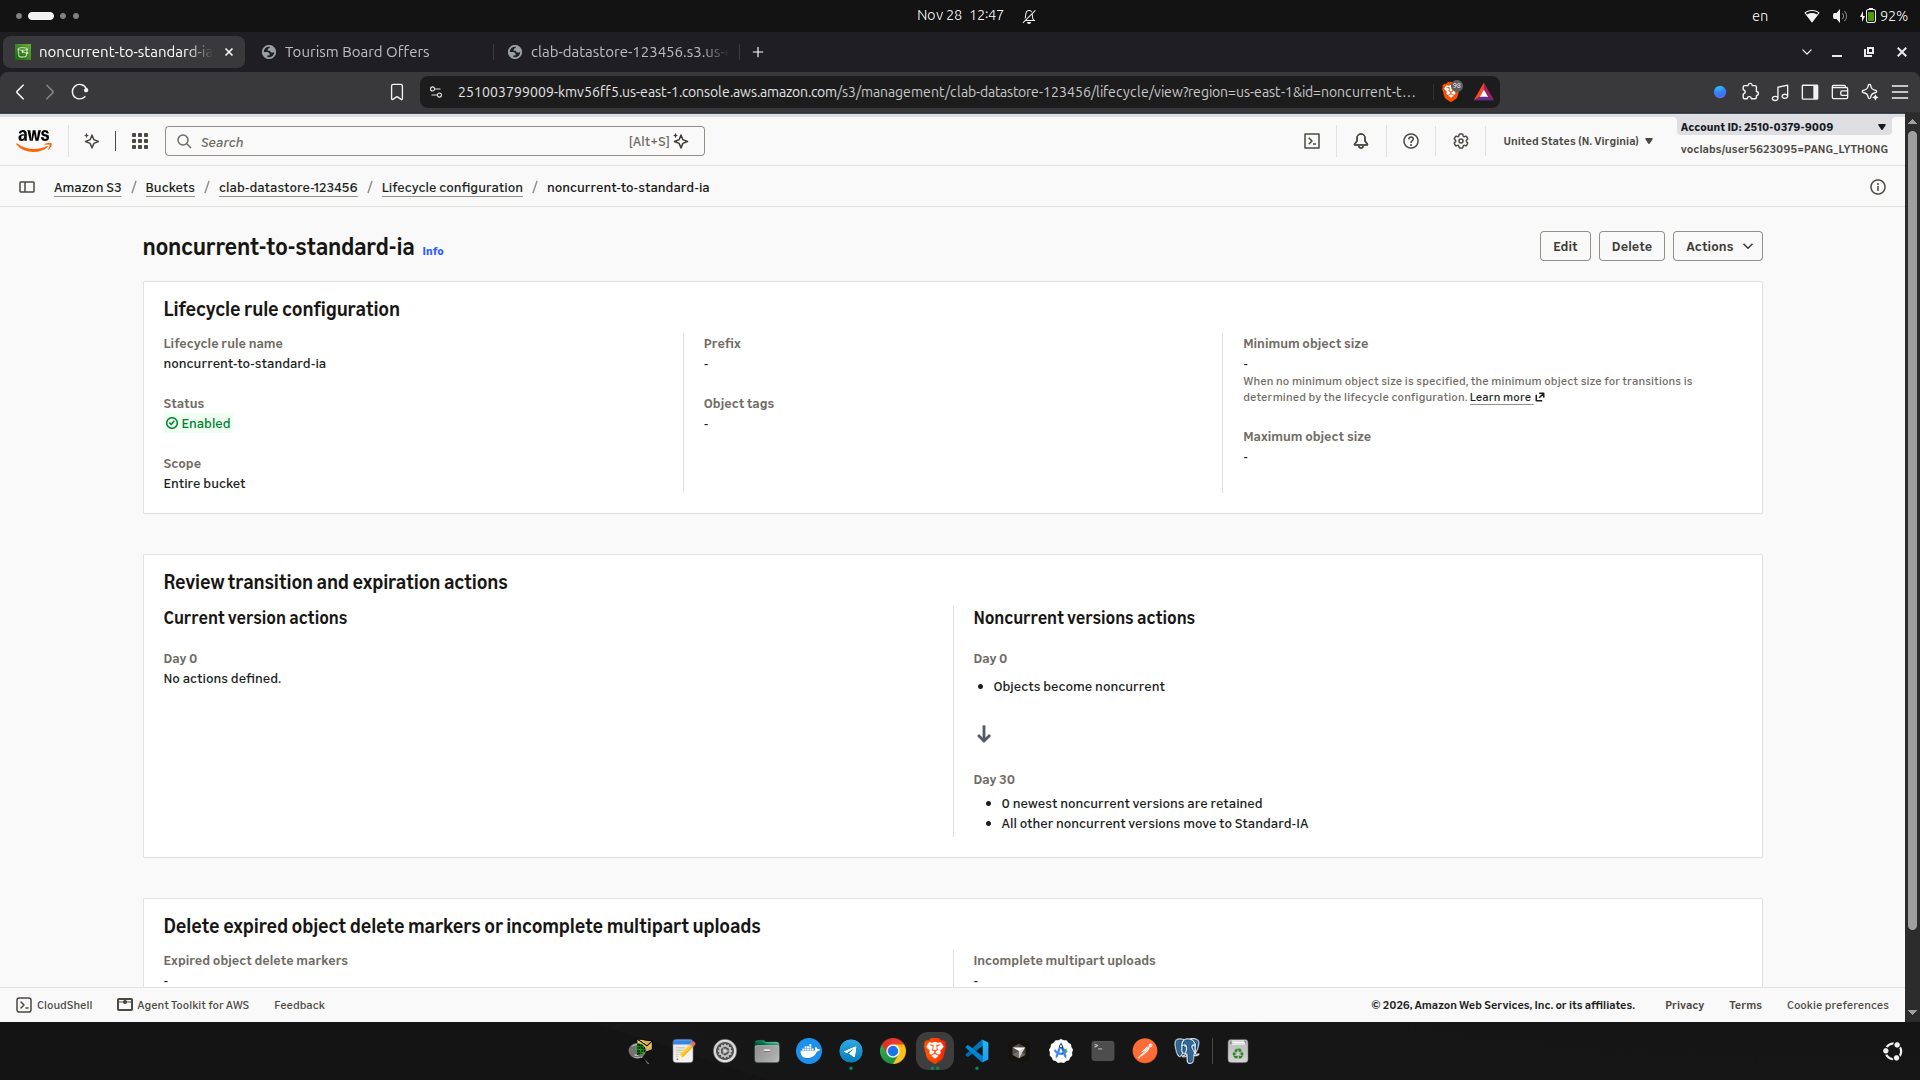 Nov 28 12:47
en
92%
noncurrent-to-standard-ia
Tourism Board Offers
clab-datastore-123456.s3.us-
251003799009-kmv56ff5.us-east-1.console.aws.amazon.com/s3/management/clab-datastore-123456/lifecycle/view?region=us-east-1&id=noncurrent-t...
98
aws
Search
[Alt+S]
United States (N. Virginia)
Account ID: 2510-0379-9009
voclabs/user5623095=PANG_LYTHONG
Amazon S3 / Buckets / clab-datastore-123456 / Lifecycle configuration / noncurrent-to-standard-ia
noncurrent-to-standard-ia Info
Edit
Delete
Actions
Lifecycle rule configuration
Lifecycle rule name
noncurrent-to-standard-ia
Status
Enabled
Scope
Entire bucket
Prefix
-
Object tags
-
Minimum object size
-
When no minimum object size is specified, the minimum object size for transitions is
determined by the lifecycle configuration. Learn more
Maximum object size
-
Review transition and expiration actions
Current version actions
Day 0
No actions defined.
Noncurrent versions actions
Day 0
• Objects become noncurrent
Day 30
• 0 newest noncurrent versions are retained
• All other noncurrent versions move to Standard-IA
Delete expired object delete markers or incomplete multipart uploads
Expired object delete markers
-
Incomplete multipart uploads
-
CloudShell
Agent Toolkit for AWS
Feedback
© 2026, Amazon Web Services, Inc. or its affiliates.
Privacy
Terms
Cookie preferences